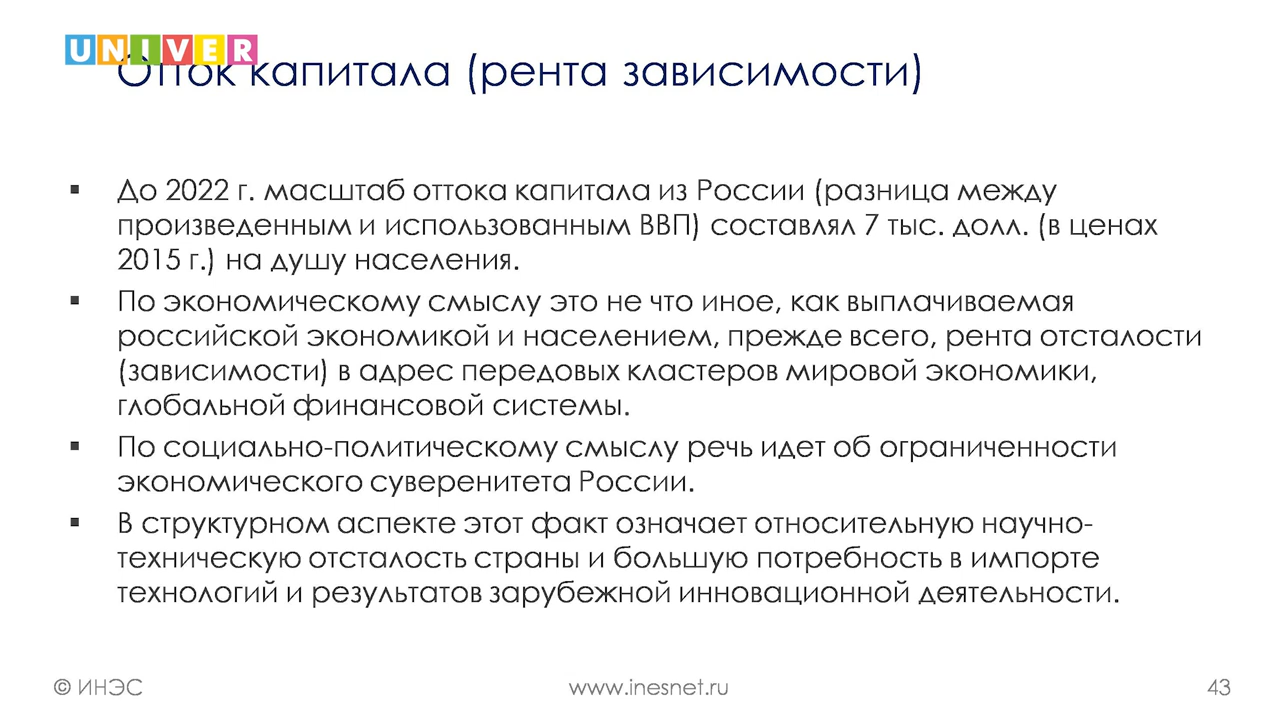 UNIVER
Отток капитала (рента зависимости)
▪ До 2022 г. масштаб оттока капитала из России (разница между
произведенным и использованным ВВП) составлял 7 тыс. долл. (в ценах
2015 г.) на душу населения.
▪ По экономическому смыслу это не что иное, как выплачиваемая
российской экономикой и населением, прежде всего, рента отсталости
(зависимости) в адрес передовых кластеров мировой экономики,
глобальной финансовой системы.
▪ По социально-политическому смыслу речь идет об ограниченности
экономического суверенитета России.
▪ В структурном аспекте этот факт означает относительную научно-
техническую отсталость страны и большую потребность в импорте
технологий и результатов зарубежной инновационной деятельности.
© ИНЭС
www.inesnet.ru
43